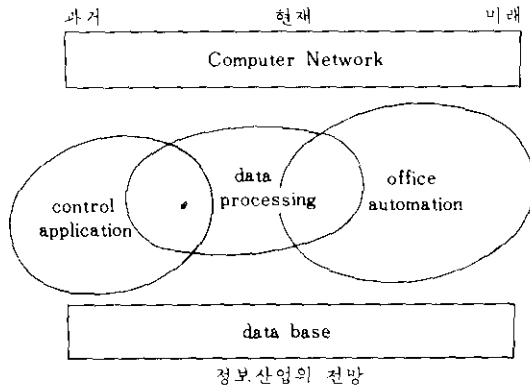 과거 현재 미래
Computer Network
control
application
data
processing
office
automation
data base
정보산업의 전망